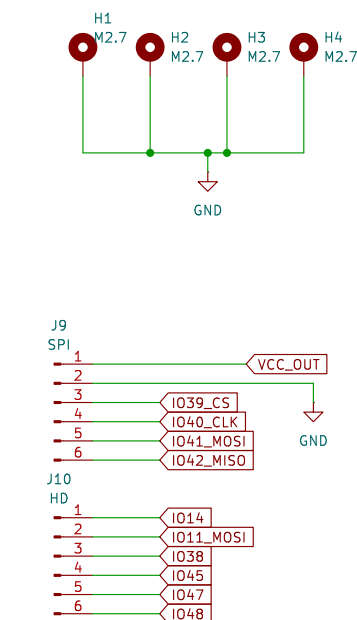 H1
M2.7
H2
M2.7
H3
M2.7
H4
M2.7
GND
J9
SPI
1
VCC_OUT
2
3
IO39_CS
4
IO40_CLK
GND
5
IO41_MOSI
6
IO42_MISO
J10
HD
1
IO14
2
IO11_MOSI
3
IO38
4
IO45
5
IO47
6
IO48